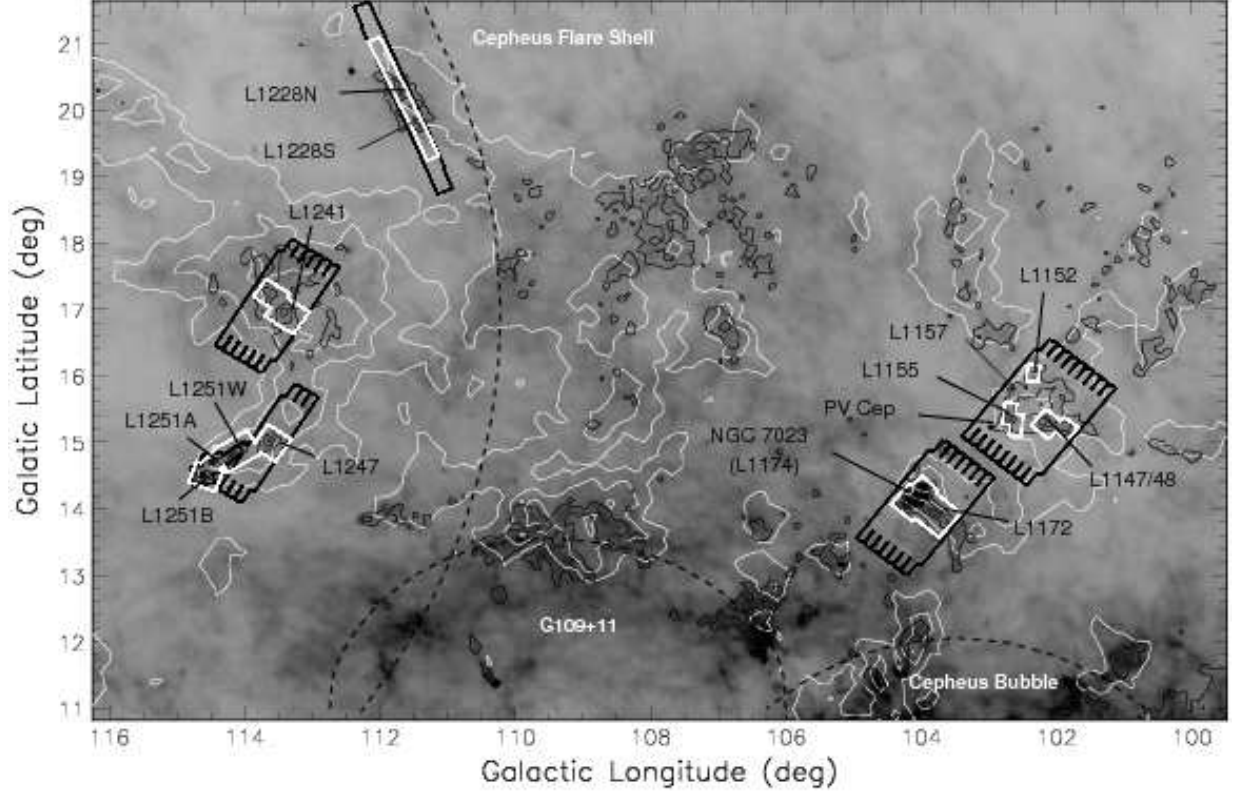 21
Cepheus Flare Shell
L1228N
20
L1228S
19
L1241
18
L1152
17
L1157
16
L1155
L1251W
PV Cep
L1251A
NGC 7023
15
(L1174)
L1247
L1147/48
L1251B
14
L1172
13
G109+11
12
Cepheus Bubble
11
116 114 112 110 108 106 104 102 100
Galactic Longitude (deg)
Galatic Latitude (deg)